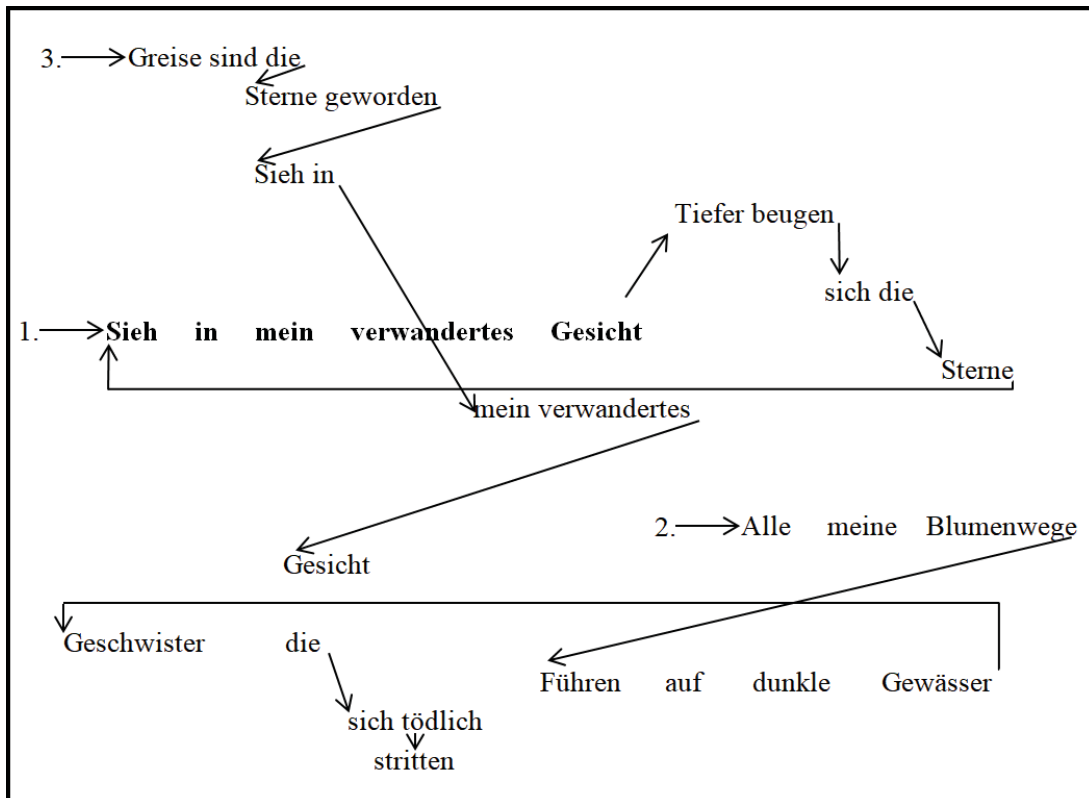 3. Greise sind die
Sterne geworden
Sieh in
Tiefer beugen
sich die
1. Sieh in mein verwandertes Gesicht
Sterne
mein verwandertes
2. Alle meine Blumenwege
Gesicht
Geschwister die
Führen auf dunkle Gewässer
sich tödlich
stritten